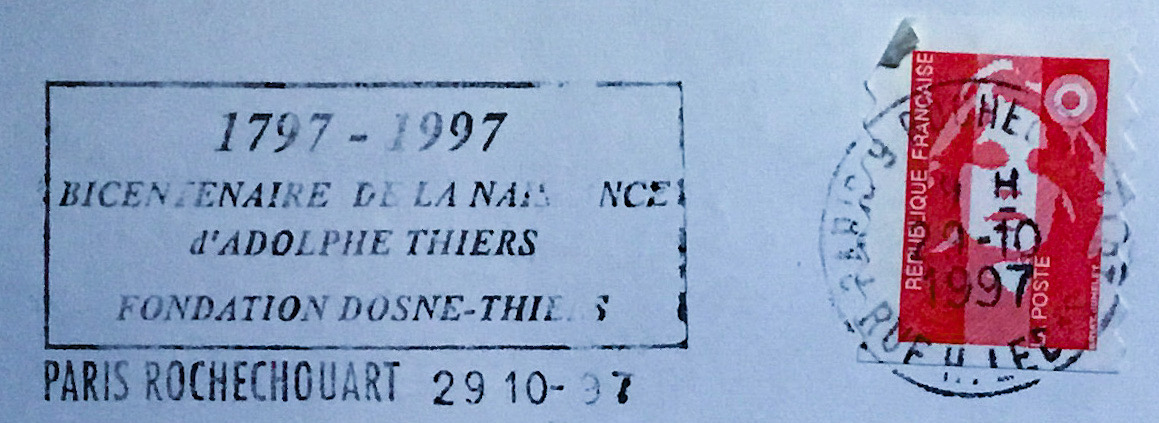 1797 - 1997
BICENTENAIRE DE LA NAISSANCE
d'ADOLPHE THIERS
FONDATION DOSNE-THIERS
PARIS ROCHECHOUART 29 10-97
RÉPUBLIQUE FRANÇAISE
LA POSTE
29-10
1997